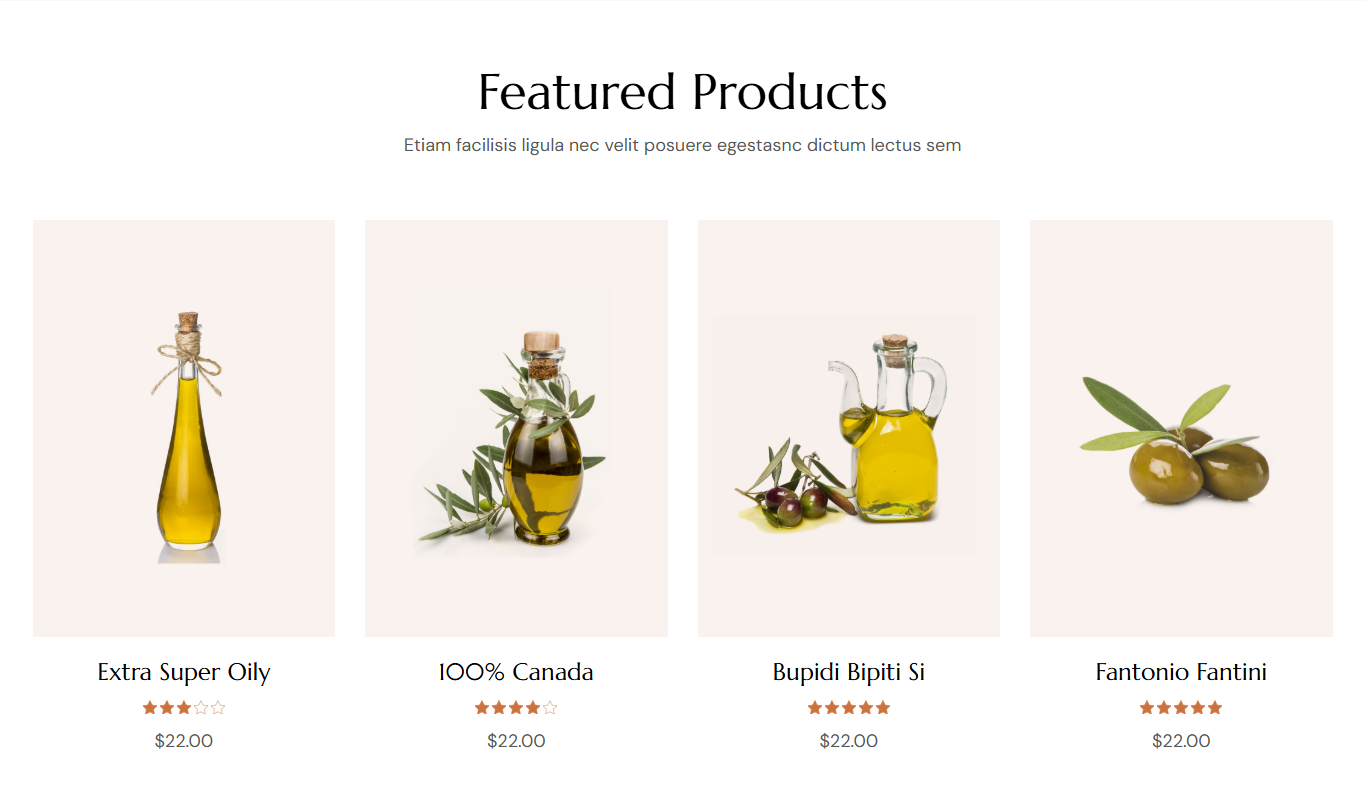 Featured Products
Etiam facilisis ligula nec velit posuere egestasnc dictum lectus sem
Extra Super Oily
100% Canada
Bupidi Bipiti Si
Fantonio Fantini
$22.00
$22.00
$22.00
$22.00